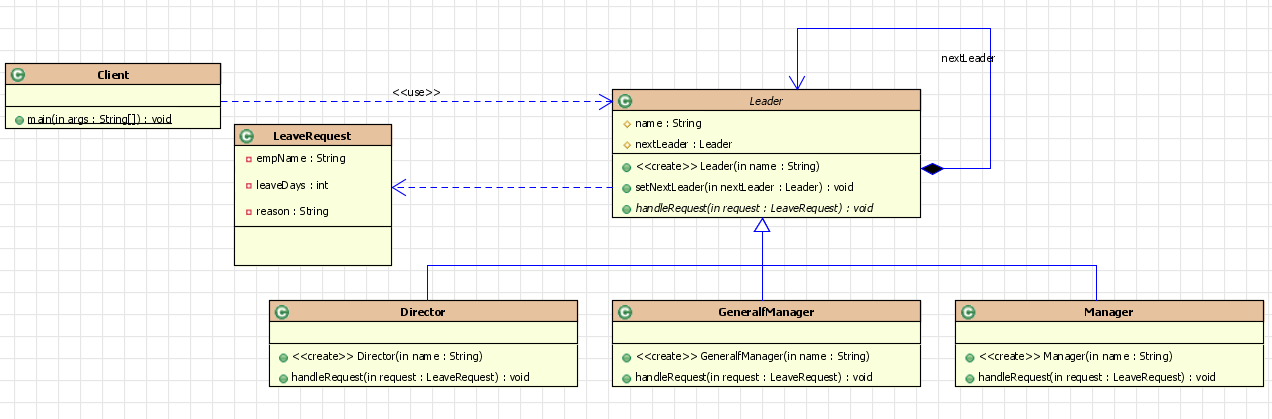 nextLeader
Client
main(in args : String[]) : void
<<use>>
Leader
name : String
nextLeader : Leader
<<create>> Leader(in name : String)
setNextLeader(in nextLeader : Leader) : void
handleRequest(in request : LeaveRequest) : void
LeaveRequest
empName : String
leaveDays : int
reason : String
Director
<<create>> Director(in name : String)
handleRequest(in request : LeaveRequest) : void
GeneralfManager
<<create>> GeneralfManager(in name : String)
handleRequest(in request : LeaveRequest) : void
Manager
<<create>> Manager(in name : String)
handleRequest(in request : LeaveRequest) : void